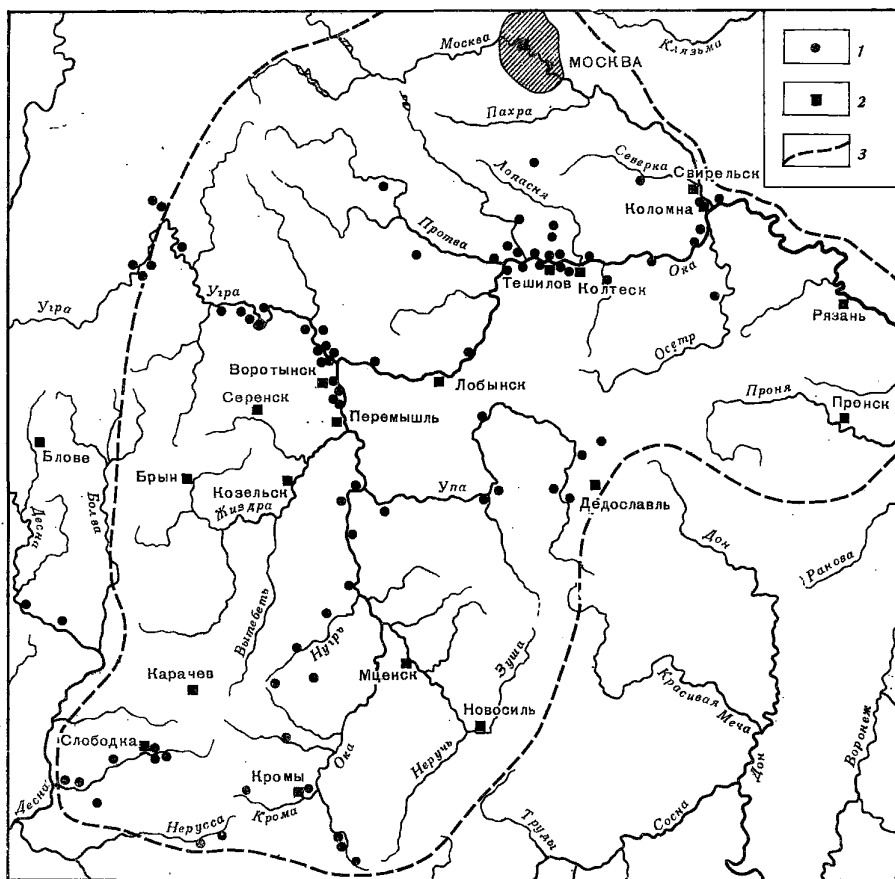 Москва
МОСКВА
Клязьма
1
2
3
Пахра
Северка
Свирельск
Лопасня
Коломна
Протва
Ока
Тешилов
Колтеск
Рязань
Угра
Угра
Осетр
Воротынск
Лобынск
Серенск
Проня
Перемышль
Пронск
Блове
Брын
Козельск
Жиздра
Упа
Дедославль
Болва
Десна
Дон
Ракова
Вытебеть
Нугрь
Зуша
Карачев
Мценск
Красивая Меча
Новосиль
Слободка
Ока
Неручь
Дон
Воронеж
Кромы
Крома
Десна
Нерусса
Труды
Сосна